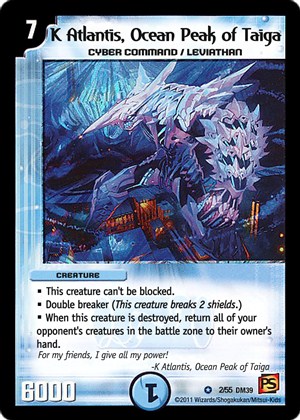 7
K Atlantis, Ocean Peak of Taiga
CYBER COMMAND / LEVIATHAN
CREATURE
▪ This creature can't be blocked.
▪ Double breaker (This creature breaks 2 shields.)
▪ When this creature is destroyed, return all of your
opponent's creatures in the battle zone to their owner's
hand.
For my friends, I give all my power!
-K Atlantis, Ocean Peak of Taiga
6000
1
2/55 DM39
PS
©2011 Wizards/Shogakukan/Mitsui-Kids